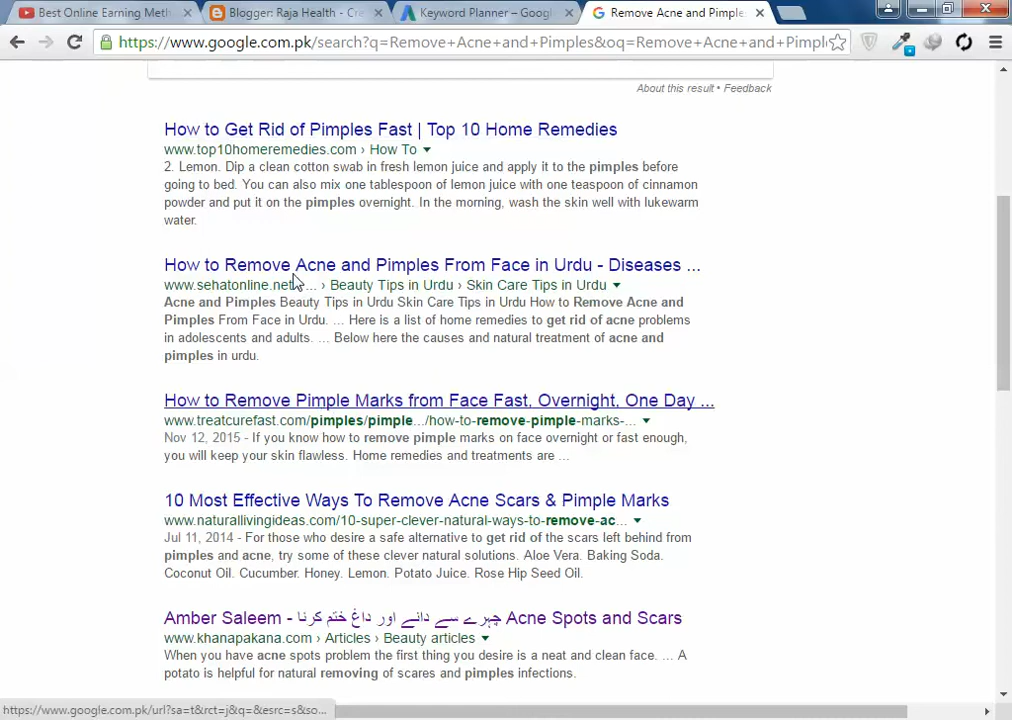 Best Online Earning Meth
Blogger: Raja Health - Cre
Keyword Planner – Googl
Remove Acne and Pimple
https://www.google.com.pk/search?q=Remove+Acne+and+Pimples&oq=Remove+Acne+and+Pimpl
About this result • Feedback
How to Get Rid of Pimples Fast | Top 10 Home Remedies
www.top10homeremedies.com › How To
2. Lemon. Dip a clean cotton swab in fresh lemon juice and apply it to the pimples before
going to bed. You can also mix one tablespoon of lemon juice with one teaspoon of cinnamon
powder and put it on the pimples overnight. In the morning, wash the skin well with lukewarm
water.
How to Remove Acne and Pimples From Face in Urdu - Diseases ...
www.sehatonline.net/... › Beauty Tips in Urdu › Skin Care Tips in Urdu
Acne and Pimples Beauty Tips in Urdu Skin Care Tips in Urdu How to Remove Acne and
Pimples From Face in Urdu. ... Here is a list of home remedies to get rid of acne problems
in adolescents and adults. ... Below here the causes and natural treatment of acne and
pimples in urdu.
How to Remove Pimple Marks from Face Fast, Overnight, One Day ...
www.treatcurefast.com/pimples/pimple.../how-to-remove-pimple-marks-...
Nov 12, 2015 - If you know how to remove pimple marks on face overnight or fast enough,
you will keep your skin flawless. Home remedies and treatments are ...
10 Most Effective Ways To Remove Acne Scars & Pimple Marks
www.naturallivingideas.com/10-super-clever-natural-ways-to-remove-ac...
Jul 11, 2014 - For those who desire a safe alternative to get rid of the scars left behind from
pimples and acne, try some of these clever natural solutions. Aloe Vera. Baking Soda.
Coconut Oil. Cucumber. Honey. Lemon. Potato Juice. Rose Hip Seed Oil.
Amber Saleem - چہرے سے دانے اور داغ ختم کرنا Acne Spots and Scars
www.khanapakana.com › Articles › Beauty articles
When you have acne spots problem the first thing you desire is a neat and clean face. ... A
potato is helpful for natural removing of scares and pimples infections.
https://www.google.com.pk/url?sa=t&rct=j&q=&esrc=s&so...